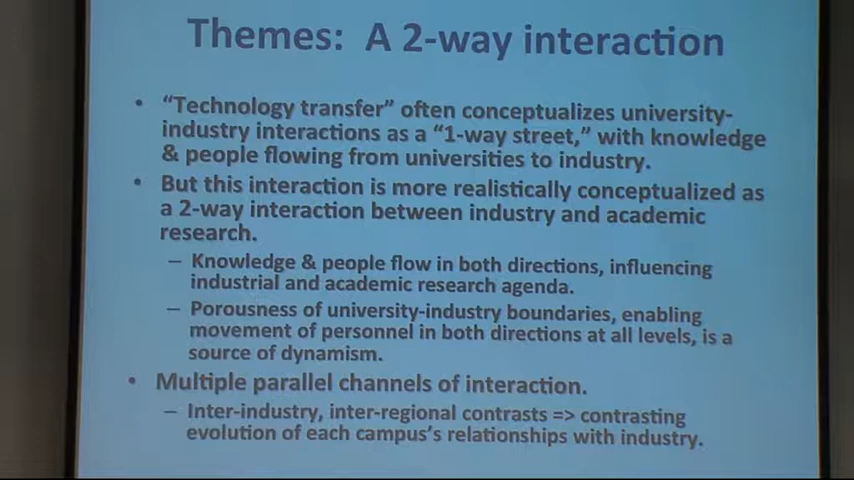 Themes: A 2-way interaction
• “Technology transfer” often conceptualizes university-
industry interactions as a “1-way street,” with knowledge
& people flowing from universities to industry.
• But this interaction is more realistically conceptualized as
a 2-way interaction between industry and academic
research.
– Knowledge & people flow in both directions, influencing
industrial and academic research agenda.
– Porousness of university-industry boundaries, enabling
movement of personnel in both directions at all levels, is a
source of dynamism.
• Multiple parallel channels of interaction.
– Inter-industry, inter-regional contrasts => contrasting
evolution of each campus’s relationships with industry.